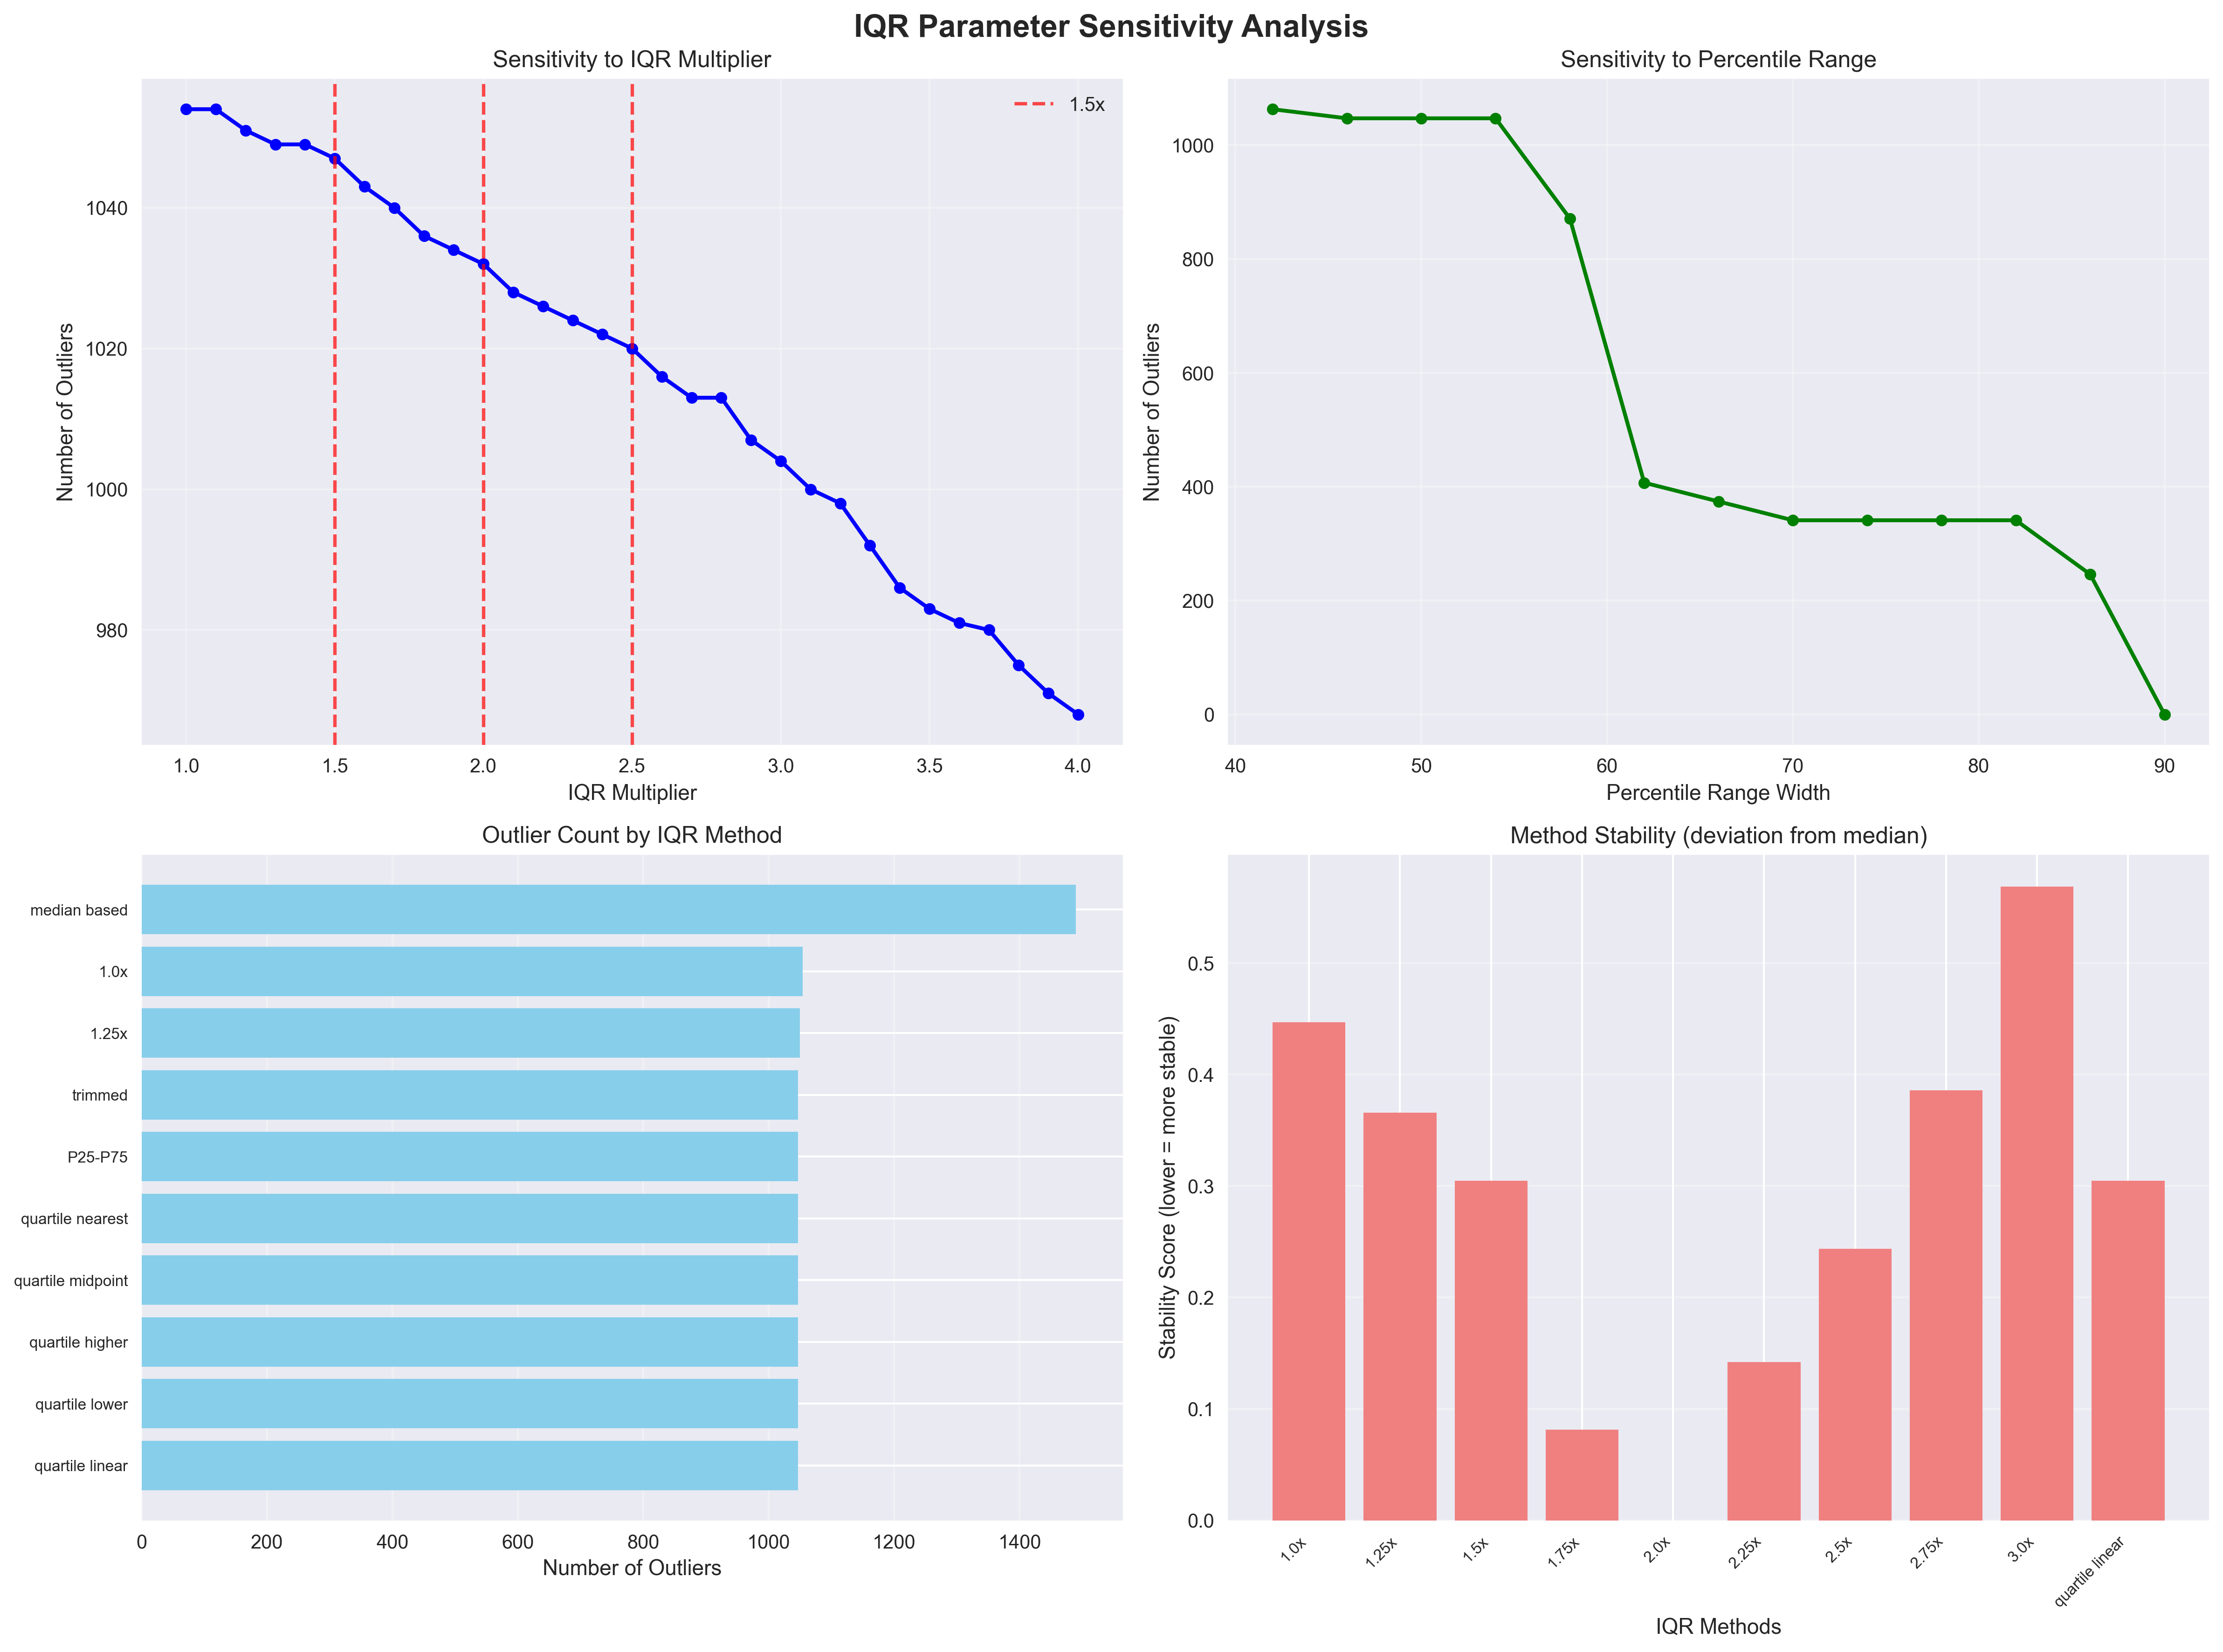 IQR Parameter Sensitivity Analysis
Sensitivity to IQR Multiplier
1.5x
Number of Outliers
1040
1020
1000
980
1.0
1.5
2.0
2.5
3.0
3.5
4.0
IQR Multiplier
Sensitivity to Percentile Range
Number of Outliers
1000
800
600
400
200
0
40
50
60
70
80
90
Percentile Range Width
Outlier Count by IQR Method
median based
1.0x
1.25x
trimmed
P25-P75
quartile nearest
quartile midpoint
quartile higher
quartile lower
quartile linear
0
200
400
600
800
1000
1200
1400
Number of Outliers
Method Stability (deviation from median)
Stability Score (lower = more stable)
0.5
0.4
0.3
0.2
0.1
0.0
1.0x
1.25x
1.5x
1.75x
2.0x
2.25x
2.5x
2.75x
3.0x
quartile linear
IQR Methods